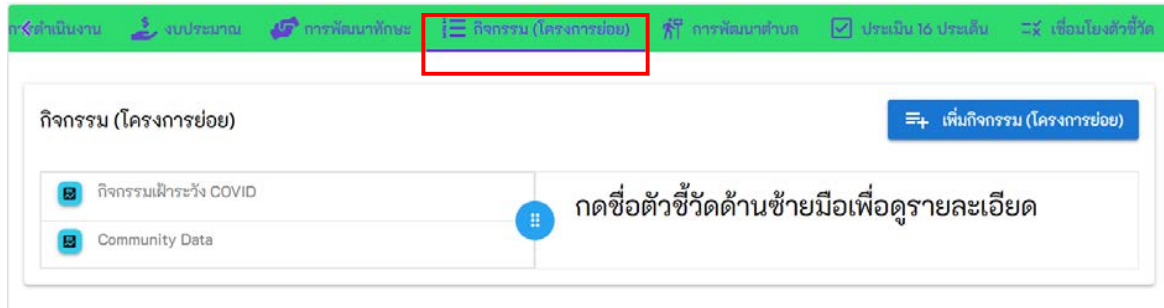 ดำเนินงาน งบประมาณ การพัฒนาทักษะ กิจกรรม (โครงการย่อย) การพัฒนาตำบล ประเมิน 16 ประเด็น เชื่อมโยงตัวชี้วัด
กิจกรรม (โครงการย่อย) เพิ่มกิจกรรม (โครงการย่อย)
กิจกรรมเฝ้าระวัง COVID
กดชื่อตัวชี้วัดด้านซ้ายมือเพื่อดูรายละเอียด
Community Data